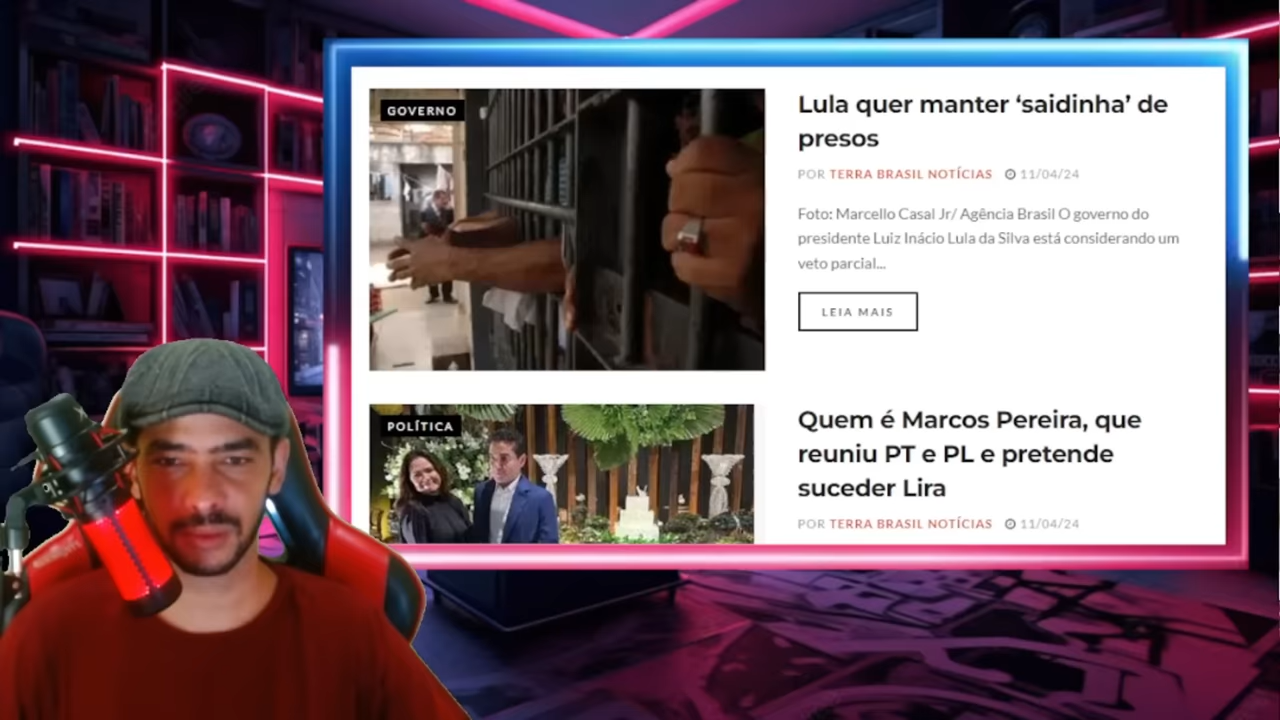 GOVERNO
Lula quer manter ‘saidinha’ de
presos
POR TERRA BRASIL NOTÍCIAS 11/04/24
Foto: Marcello Casal Jr/ Agência Brasil O governo do
presidente Luiz Inácio Lula da Silva está considerando um
veto parcial...
LEIA MAIS
POLÍTICA
Quem é Marcos Pereira, que
reuniu PT e PL e pretende
suceder Lira
POR TERRA BRASIL NOTÍCIAS 11/04/24